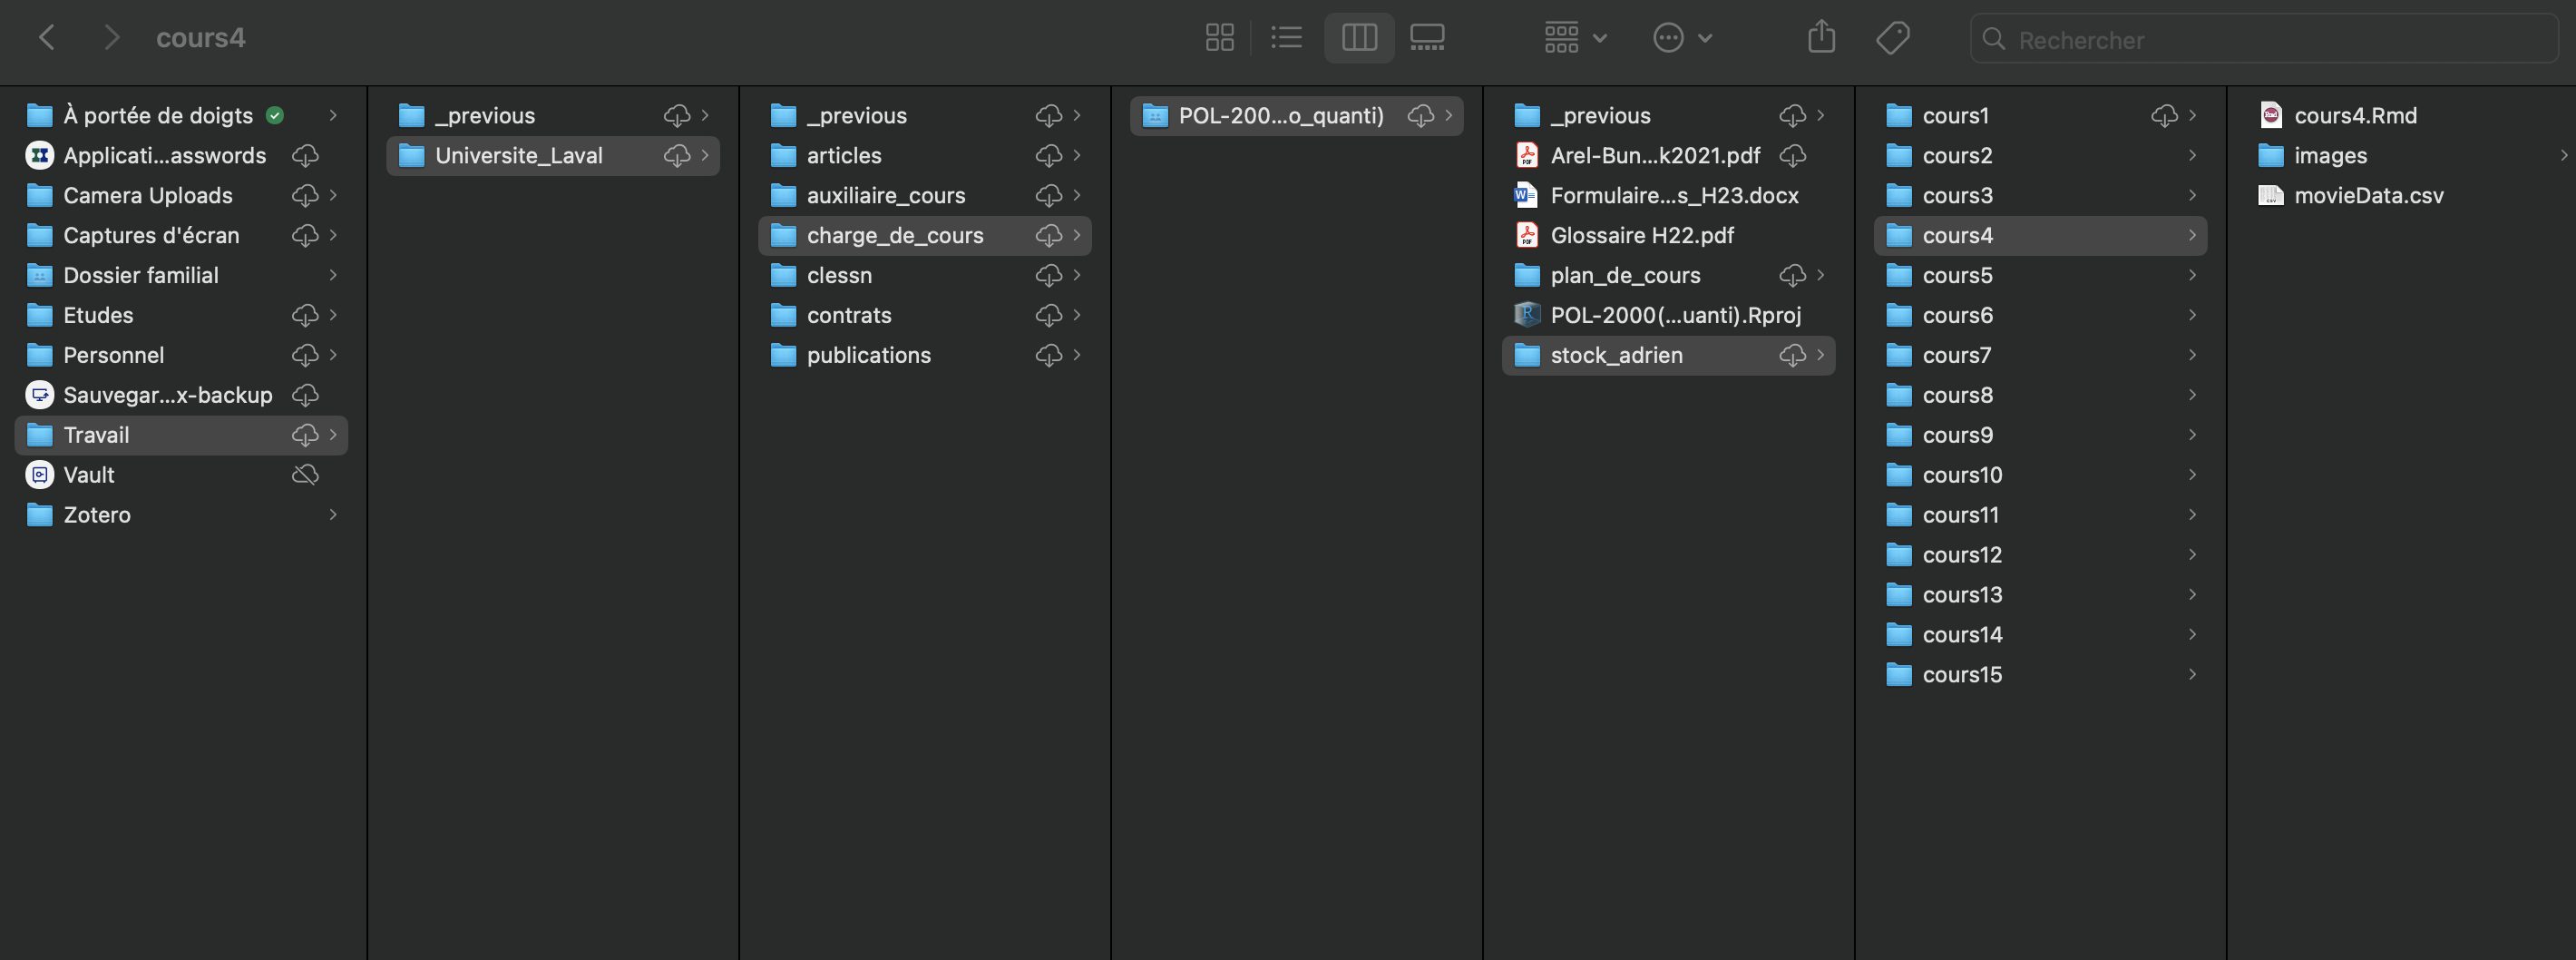 cours4
Rechercher
À portée de doigts
Applicati...asswords
Camera Uploads
Captures d'écran
Dossier familial
Etudes
Personnel
Sauvegar...x-backup
Travail
Vault
Zotero
_previous
Universite_Laval
_previous
articles
auxiliaire_cours
charge_de_cours
clessn
contrats
publications
POL-200...o_quanti)
_previous
Arel-Bun...k2021.pdf
Formulaire...s_H23.docx
Glossaire H22.pdf
plan_de_cours
POL-2000(...uanti).Rproj
stock_adrien
cours1
cours2
cours3
cours4
cours5
cours6
cours7
cours8
cours9
cours10
cours11
cours12
cours13
cours14
cours15
cours4.Rmd
images
movieData.csv